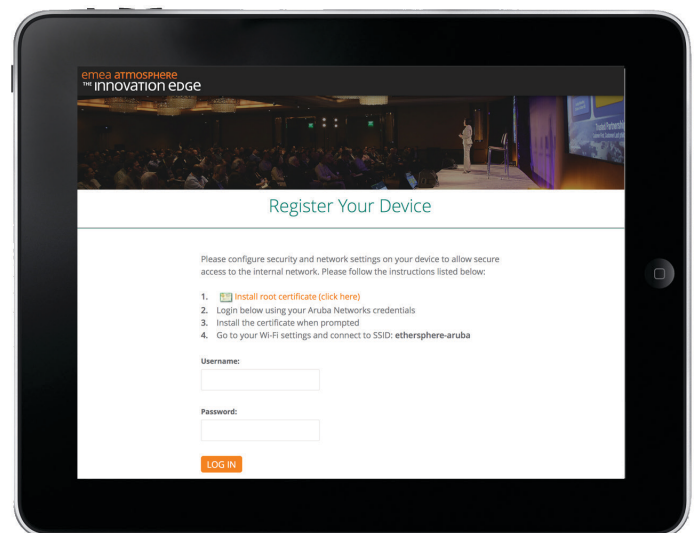 emea atmosphere
THE innovation edge
Trusted Partnership
Register Your Device
Please configure security and network settings on your device to allow secure
access to the internal network. Please follow the instructions listed below:
1. Install root certificate (click here)
2. Login below using your Aruba Networks credentials
3. Install the certificate when prompted
4. Go to your Wi-Fi settings and connect to SSID: ethersphere-aruba
Username:
Password:
LOG IN